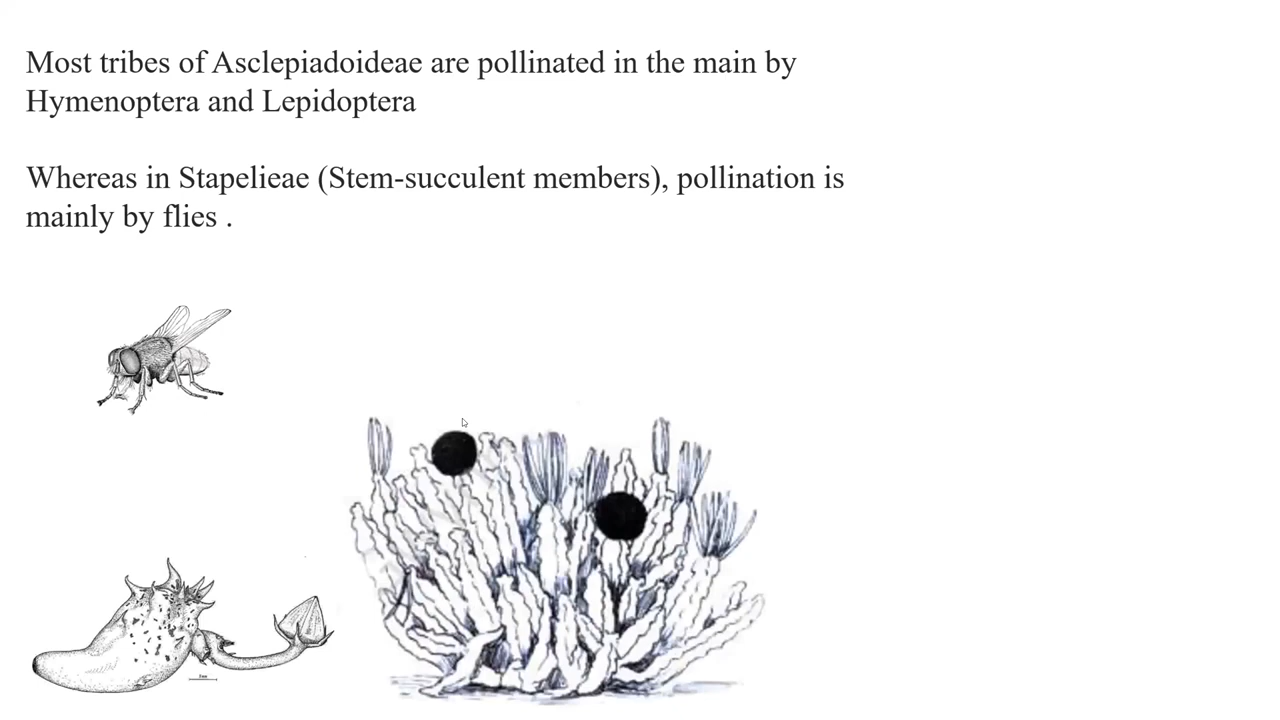 Most tribes of Asclepiadoideae are pollinated in the main by
Hymenoptera and Lepidoptera
Whereas in Stapelieae (Stem-succulent members), pollination is
mainly by flies .